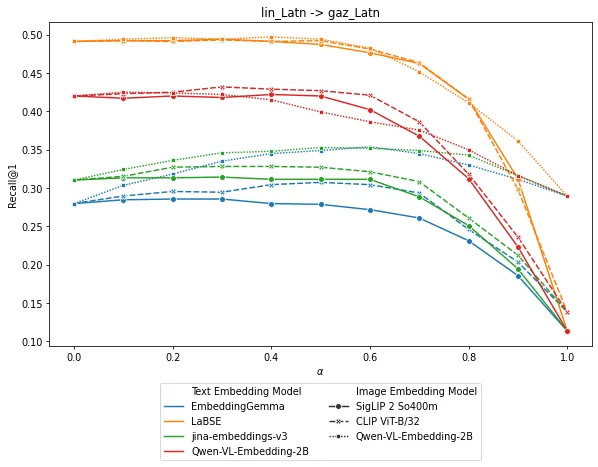 lin_Latn -> gaz_Latn
Recall@1
0.50
0.45
0.40
0.35
0.30
0.25
0.20
0.15
0.10
0.0 0.2 0.4 0.6 0.8 1.0
α
Text Embedding Model Image Embedding Model
EmbeddingGemma SigLIP 2 So400m
LaBSE CLIP ViT-B/32
jina-embeddings-v3 Qwen-VL-Embedding-2B
Qwen-VL-Embedding-2B